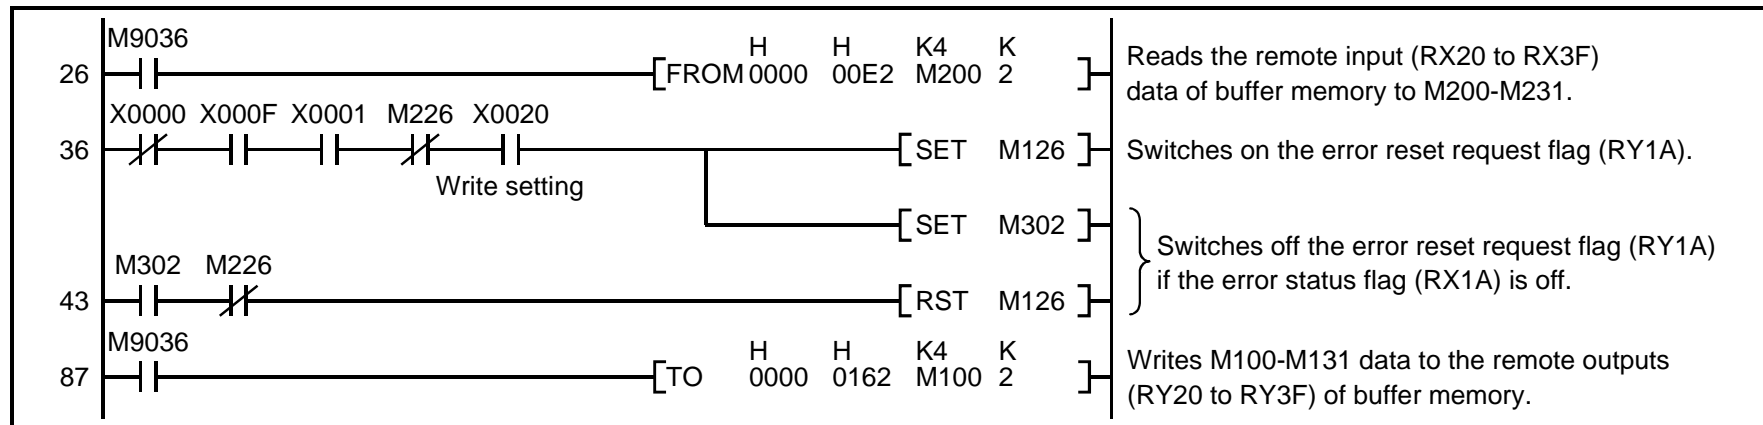 M9036
H H K4 K
26 FROM 0000 00E2 M200 2
Reads the remote input (RX20 to RX3F)
data of buffer memory to M200-M231.
X0000 X000F X0001 M226 X0020
36 SET M126 Switches on the error reset request flag (RY1A).
Write setting
SET M302
Switches off the error reset request flag (RY1A)
if the error status flag (RX1A) is off.
M302 M226
43 RST M126
M9036
H H K4 K
87 TO 0000 0162 M100 2
Writes M100-M131 data to the remote outputs
(RY20 to RY3F) of buffer memory.